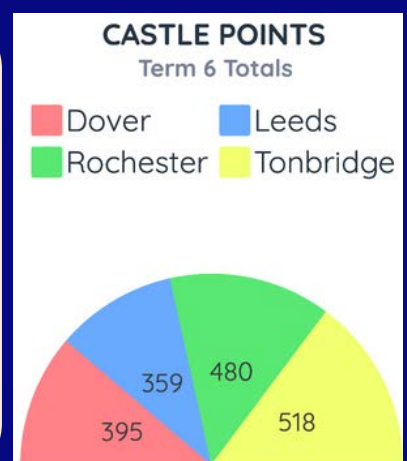 CASTLE POINTS
Term 6 Totals
Dover Leeds
Rochester Tonbridge
359 480
395 518